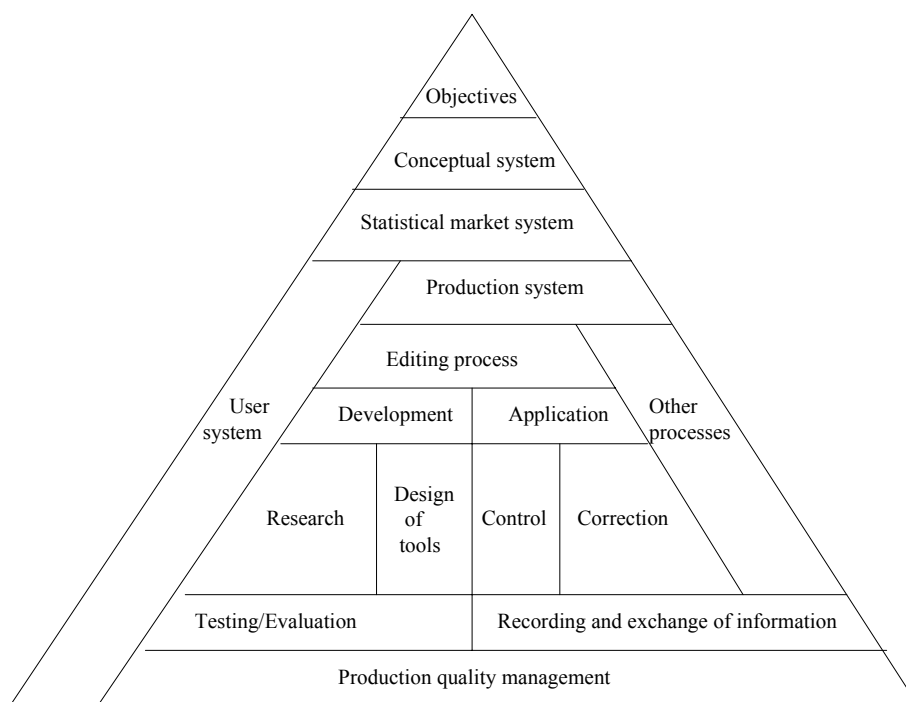 Objectives
Conceptual system
Statistical market system
Production system
Editing process
User
system
Development
Application
Other
processes
Research
Design
of
tools
Control
Correction
Testing/Evaluation
Recording and exchange of information
Production quality management